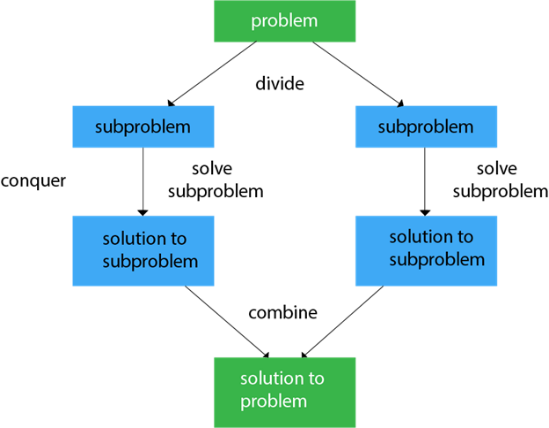 problem
divide
subproblem
subproblem
conquer
solve
subproblem
solve
subproblem
solution to
subproblem
solution to
subproblem
combine
solution to
problem